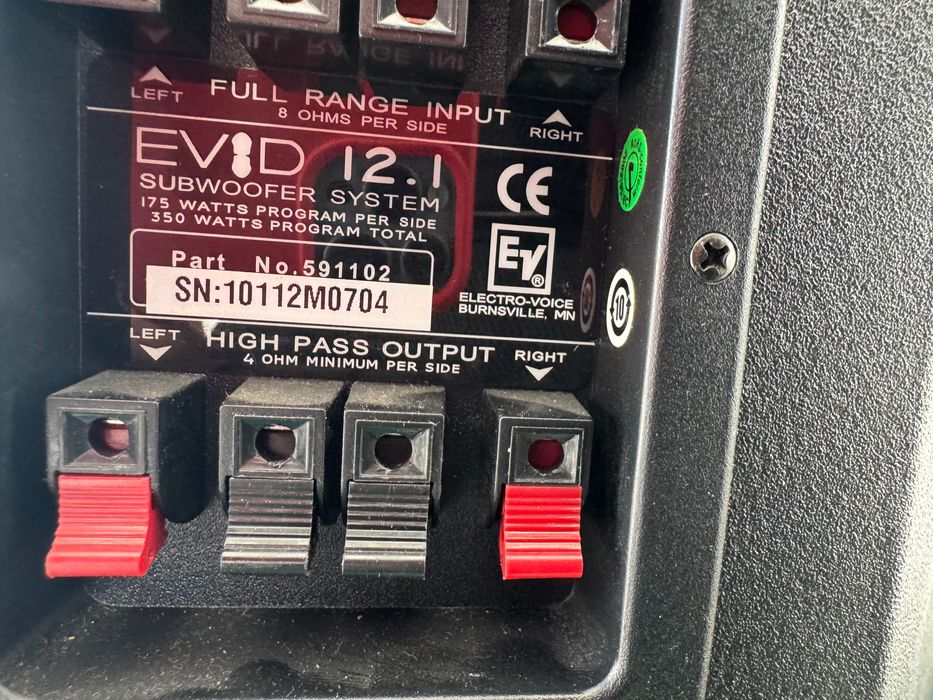 LEFT
FULL RANGE INPUT
8 OHMS PER SIDE
RIGHT
EVID 12.1
SUBWOOFER SYSTEM
175 WATTS PROGRAM PER SIDE
350 WATTS PROGRAM TOTAL
CE
Part No.591102
SN:10112M0704
EV®
ELECTRO-VOICE
BURNSVILLE, MN
10
LEFT
HIGH PASS OUTPUT
4 OHM MINIMUM PER SIDE
RIGHT